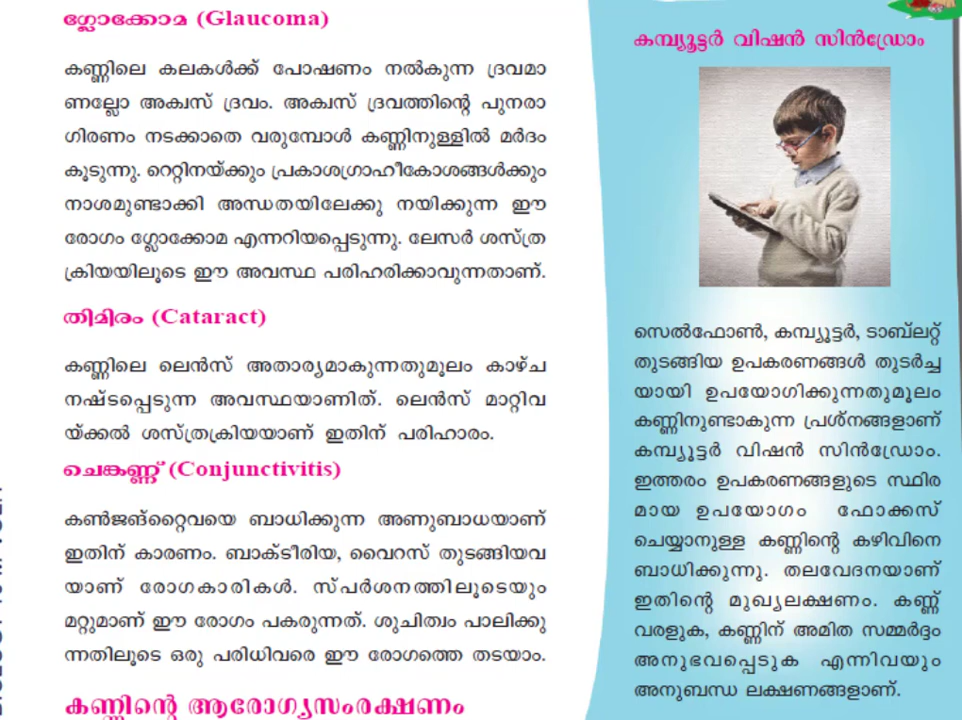 ഗ്ലോക്കോമ (Glaucoma)
കണ്ണിലെ കലകൾക്ക് പോഷണം നൽകുന്ന ദ്രവമാ
ണല്ലോ അക്വസ് ദ്രവം. അക്വസ് ദ്രവത്തിന്റെ പുനരാ
ഗിരണം നടക്കാതെ വരുമ്പോൾ കണ്ണിനുള്ളിൽ മർദം
കൂടുന്നു. റെറ്റിനയ്ക്കും പ്രകാശഗ്രാഹീകോശങ്ങൾക്കും
നാശമുണ്ടാക്കി അന്ധതയിലേക്കു നയിക്കുന്ന ഈ
രോഗം ഗ്ലോക്കോമ എന്നറിയപ്പെടുന്നു. ലേസർ ശസ്ത്ര
ക്രിയയിലൂടെ ഈ അവസ്ഥ പരിഹരിക്കാവുന്നതാണ്.
തിമിരം (Cataract)
കണ്ണിലെ ലെൻസ് അതാര്യമാകുന്നതുമൂലം കാഴ്ച
നഷ്ടപ്പെടുന്ന അവസ്ഥയാണിത്. ലെൻസ് മാറ്റിവ
യ്ക്കൽ ശസ്ത്രക്രിയയാണ് ഇതിന് പരിഹാരം.
ചെങ്കണ്ണ് (Conjunctivitis)
കൺജങ്റ്റൈവയെ ബാധിക്കുന്ന അണുബാധയാണ്
ഇതിന് കാരണം. ബാക്ടീരിയ, വൈറസ് തുടങ്ങിയവ
യാണ് രോഗകാരികൾ. സ്പർശനത്തിലൂടെയും
മറ്റുമാണ് ഈ രോഗം പകരുന്നത്. ശുചിത്വം പാലിക്കു
ന്നതിലൂടെ ഒരു പരിധിവരെ ഈ രോഗത്തെ തടയാം.
കണ്ണിന്റെ ആരോഗ്യസംരക്ഷണം
കമ്പ്യൂട്ടർ വിഷൻ സിൻഡ്രോം
സെൽഫോൺ, കമ്പ്യൂട്ടർ, ടാബ്‌ലറ്റ്
തുടങ്ങിയ ഉപകരണങ്ങൾ തുടർച്ച
യായി ഉപയോഗിക്കുന്നതുമൂലം
കണ്ണിനുണ്ടാകുന്ന പ്രശ്നങ്ങളാണ്
കമ്പ്യൂട്ടർ വിഷൻ സിൻഡ്രോം.
ഇത്തരം ഉപകരണങ്ങളുടെ സ്ഥിര
മായ ഉപയോഗം ഫോക്കസ്
ചെയ്യാനുള്ള കണ്ണിന്റെ കഴിവിനെ
ബാധിക്കുന്നു. തലവേദനയാണ്
ഇതിന്റെ മുഖ്യലക്ഷണം. കണ്ണ്
വരളുക, കണ്ണിന് അമിത സമ്മർദ്ദം
അനുഭവപ്പെടുക എന്നിവയും
അനുബന്ധ ലക്ഷണങ്ങളാണ്.